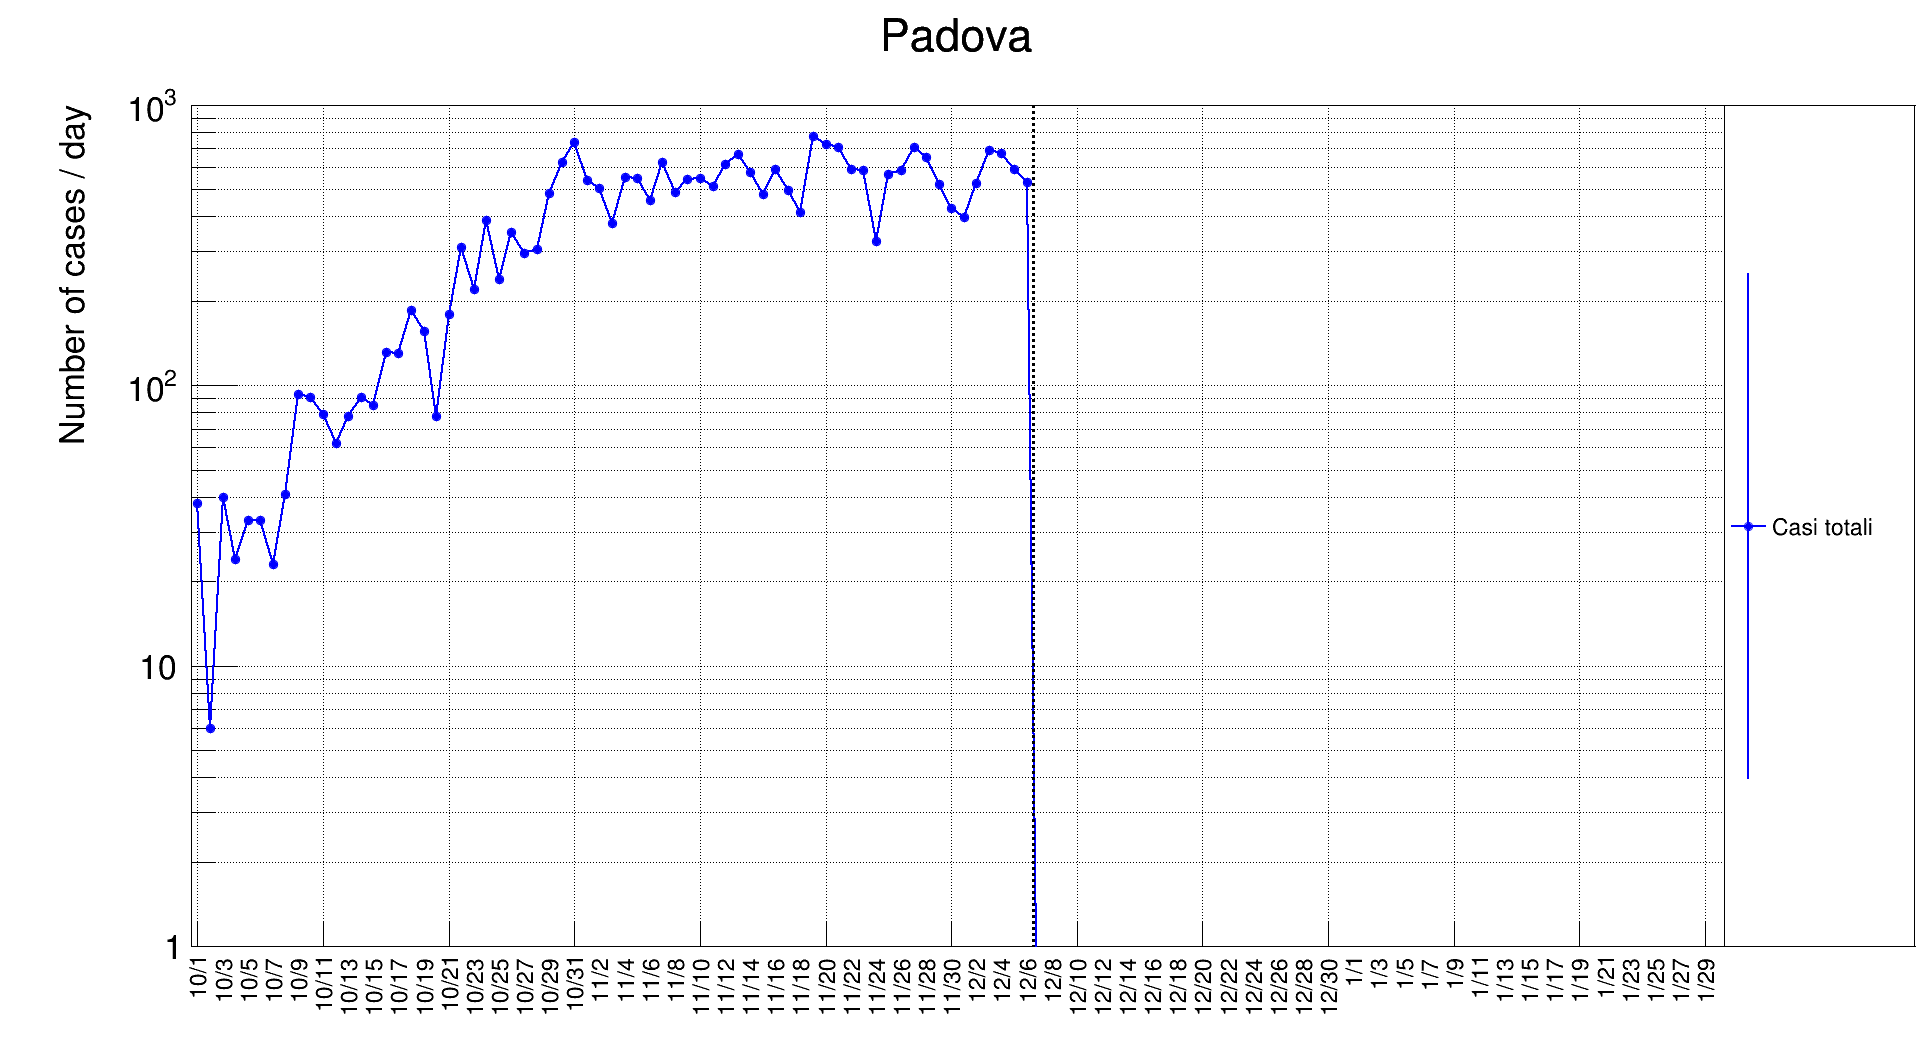 Padova
Number of cases / day
10³
10²
10
1
10/1 10/3 10/5 10/7 10/9 10/11 10/13 10/15 10/17 10/19 10/21 10/23 10/25 10/27 10/29 10/31 11/2 11/4 11/6 11/8 11/10 11/12 11/14 11/16 11/18 11/20 11/22 11/24 11/26 11/28 11/30 12/2 12/4 12/6 12/8 12/10 12/12 12/14 12/16 12/18 12/20 12/22 12/24 12/26 12/28 12/30 1/1 1/3 1/5 1/7 1/9 1/11 1/13 1/15 1/17 1/19 1/21 1/23 1/25 1/27 1/29
Casi totali